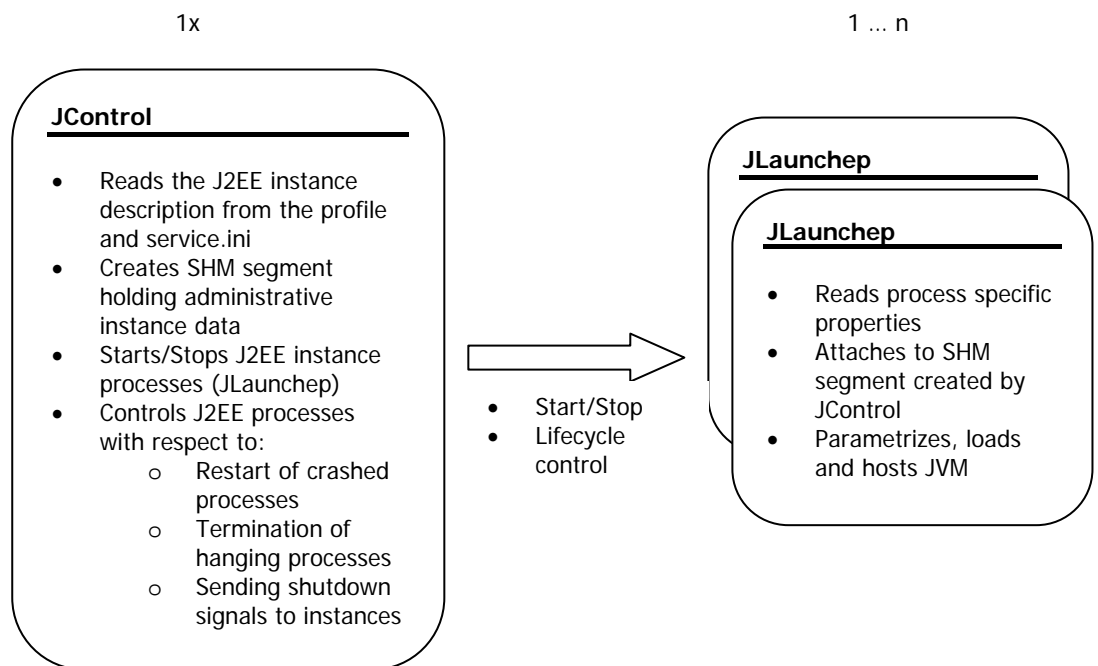 1x
1 ... n
JControl
• Reads the J2EE instance
description from the profile
and service.ini
• Creates SHM segment
holding administrative
instance data
• Starts/Stops J2EE instance
processes (JLaunchep)
• Controls J2EE processes
with respect to:
o Restart of crashed
processes
o Termination of
hanging processes
o Sending shutdown
signals to instances
• Start/Stop
• Lifecycle
control
JLaunchep
JLaunchep
• Reads process specific
properties
• Attaches to SHM
segment created by
JControl
• Parametrizes, loads
and hosts JVM